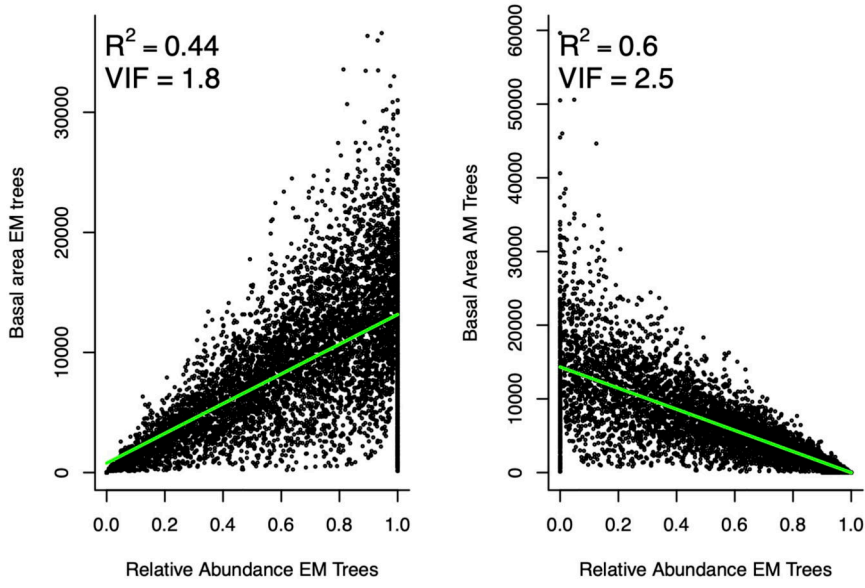 R² = 0.44
VIF = 1.8
Basal area EM trees
30000
20000
10000
0
0.0 0.2 0.4 0.6 0.8 1.0
Relative Abundance EM Trees
R² = 0.6
VIF = 2.5
Basal Area AM Trees
60000
50000
40000
30000
20000
10000
0
0.0 0.2 0.4 0.6 0.8 1.0
Relative Abundance EM Trees